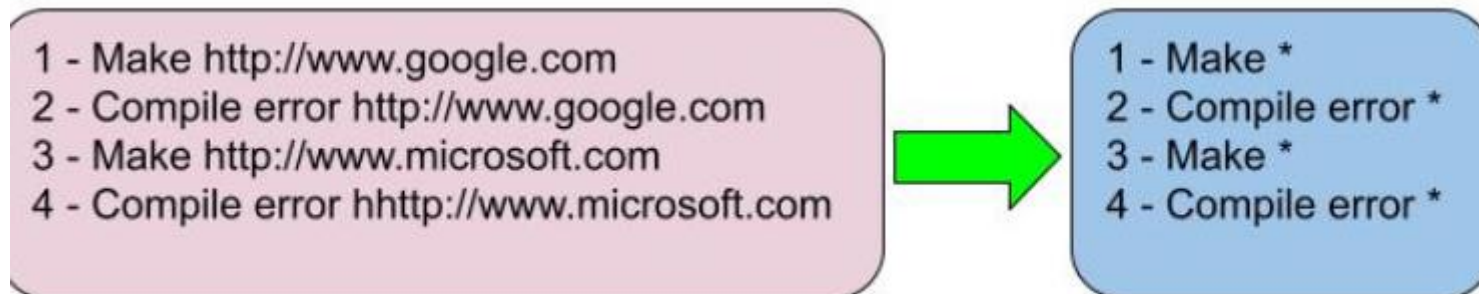 1 - Make http://www.google.com
2 - Compile error http://www.google.com
3 - Make http://www.microsoft.com
4 - Compile error hhttp://www.microsoft.com
1 - Make *
2 - Compile error *
3 - Make *
4 - Compile error *